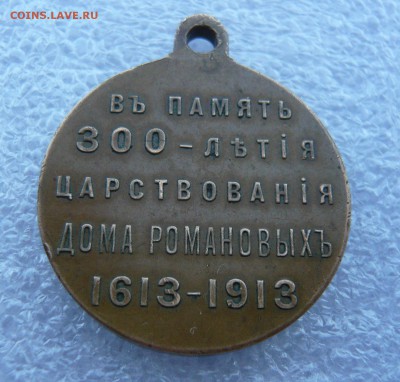 COINS.LAVE.RU
ВЪ ПАМЯТЬ
300-ЛѢТІЯ
ЦАРСТВОВАНІЯ
ДОМА РОМАНОВЫХЪ
1613-1913